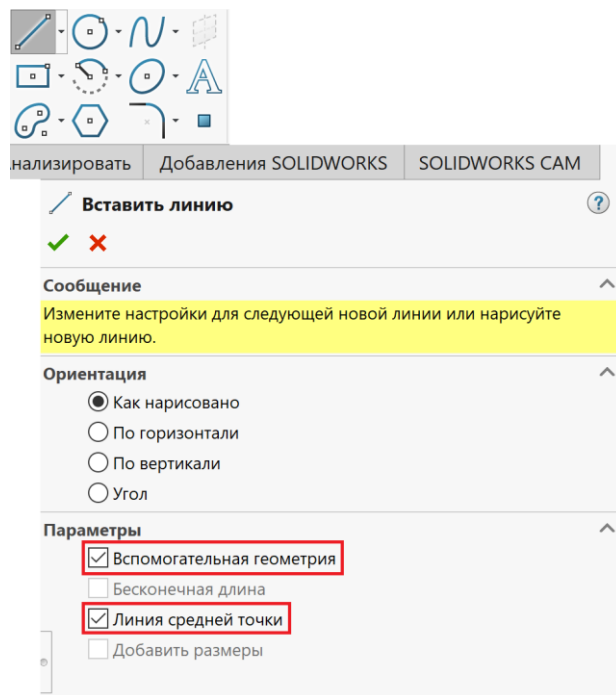 нализировать Добавления SOLIDWORKS SOLIDWORKS CAM
Вставить линию
Сообщение
Измените настройки для следующей новой линии или нарисуйте
новую линию.
Ориентация
Как нарисовано
По горизонтали
По вертикали
Угол
Параметры
Вспомогательная геометрия
Бесконечная длина
Линия средней точки
Добавить размеры